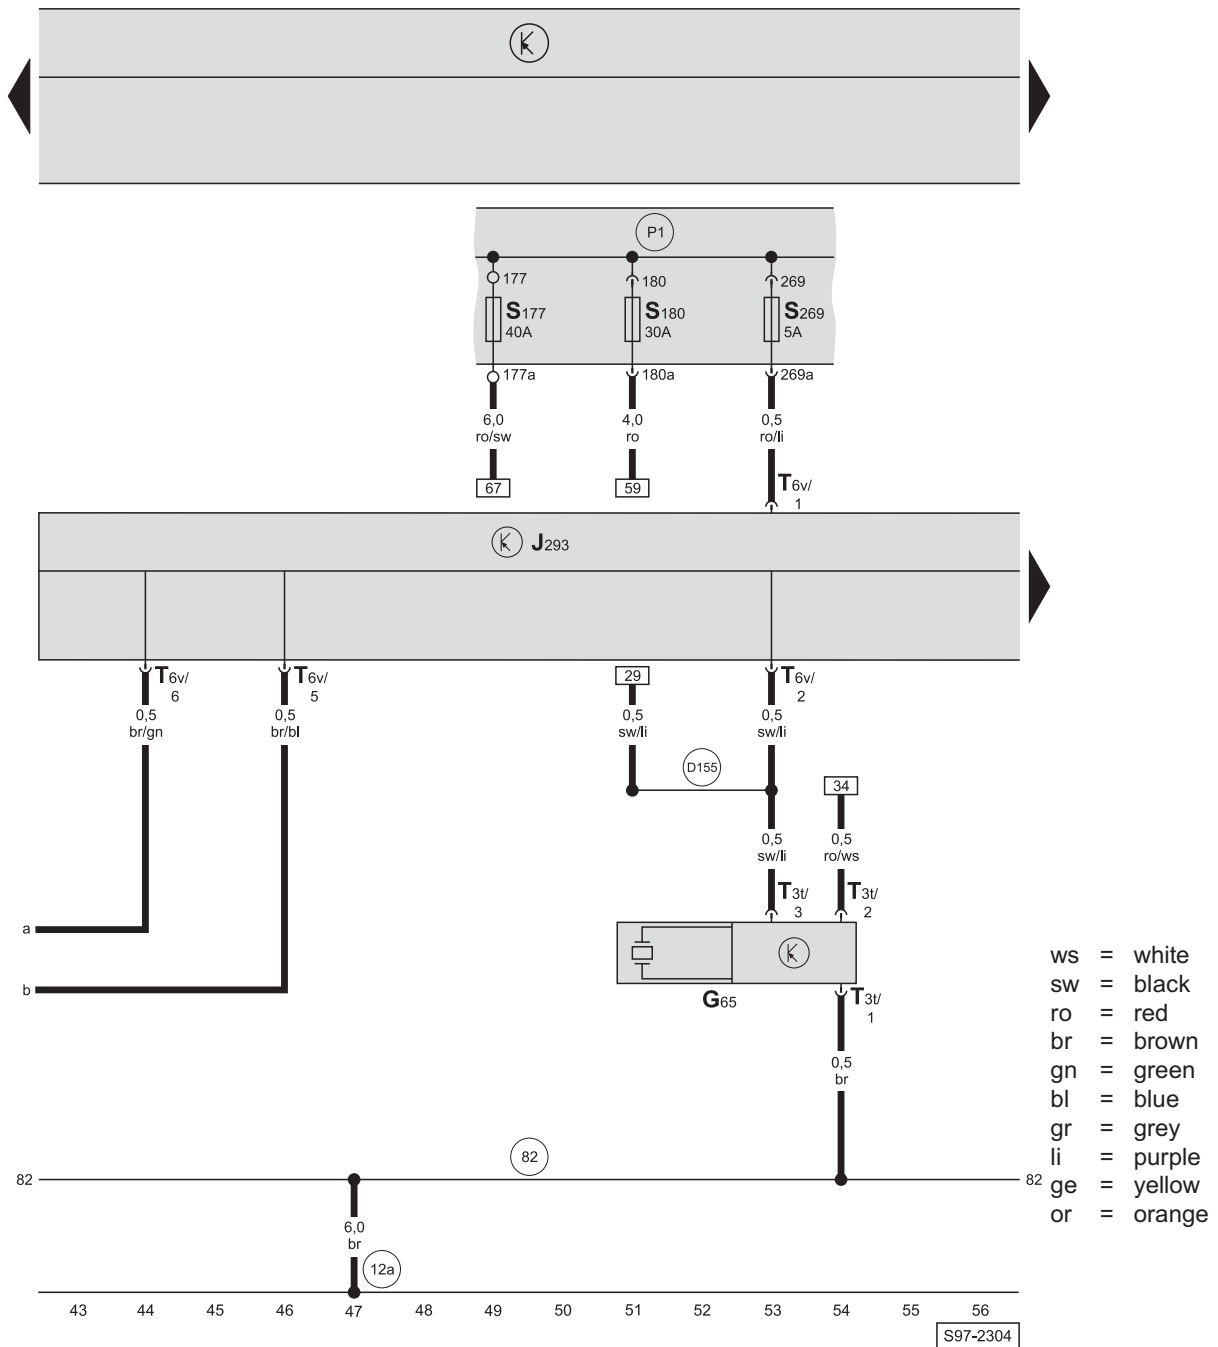 P1
177 180 269
S177 S180 S269
40A 30A 5A
177a 180a 269a
6,0 4,0 0,5
ro/sw ro ro/li
67 59 T6v/
1
J293
T6v/ T6v/ 29 T6v/
6 5 2
0,5 0,5 0,5 0,5
br/gn br/bl sw/li sw/li
D155
34
0,5 0,5
sw/li ro/ws
T3t/ T3t/
3 2
a
b
G65 T3t/
1
0,5
br
82 82 82
6,0
br
12a
43 44 45 46 47 48 49 50 51 52 53 54 55 56
S97-2304
ws = white
sw = black
ro = red
br = brown
gn = green
bl = blue
gr = grey
li = purple
ge = yellow
or = orange